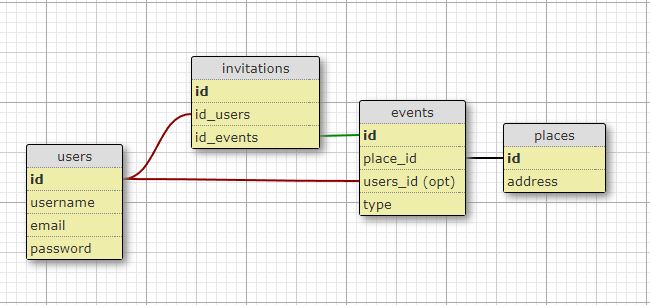 users
id
username
email
password
invitations
id
id_users
id_events
events
id
place_id
users_id (opt)
type
places
id
address